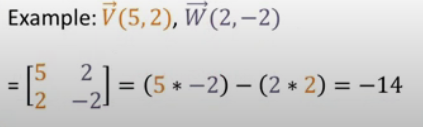 Example: V⃗(5, 2), W⃗(2, −2)
= [5 2
2 −2] = (5 * −2) − (2 * 2) = −14